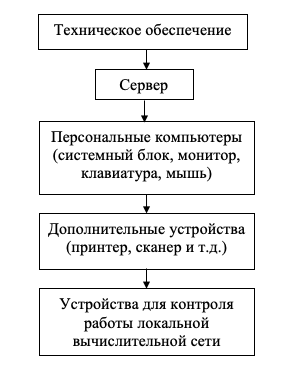 Техническое обеспечение
Сервер
Персональные компьютеры
(системный блок, монитор,
клавиатура, мышь)
Дополнительные устройства
(принтер, сканер и т.д.)
Устройства для контроля
работы локальной
вычислительной сети